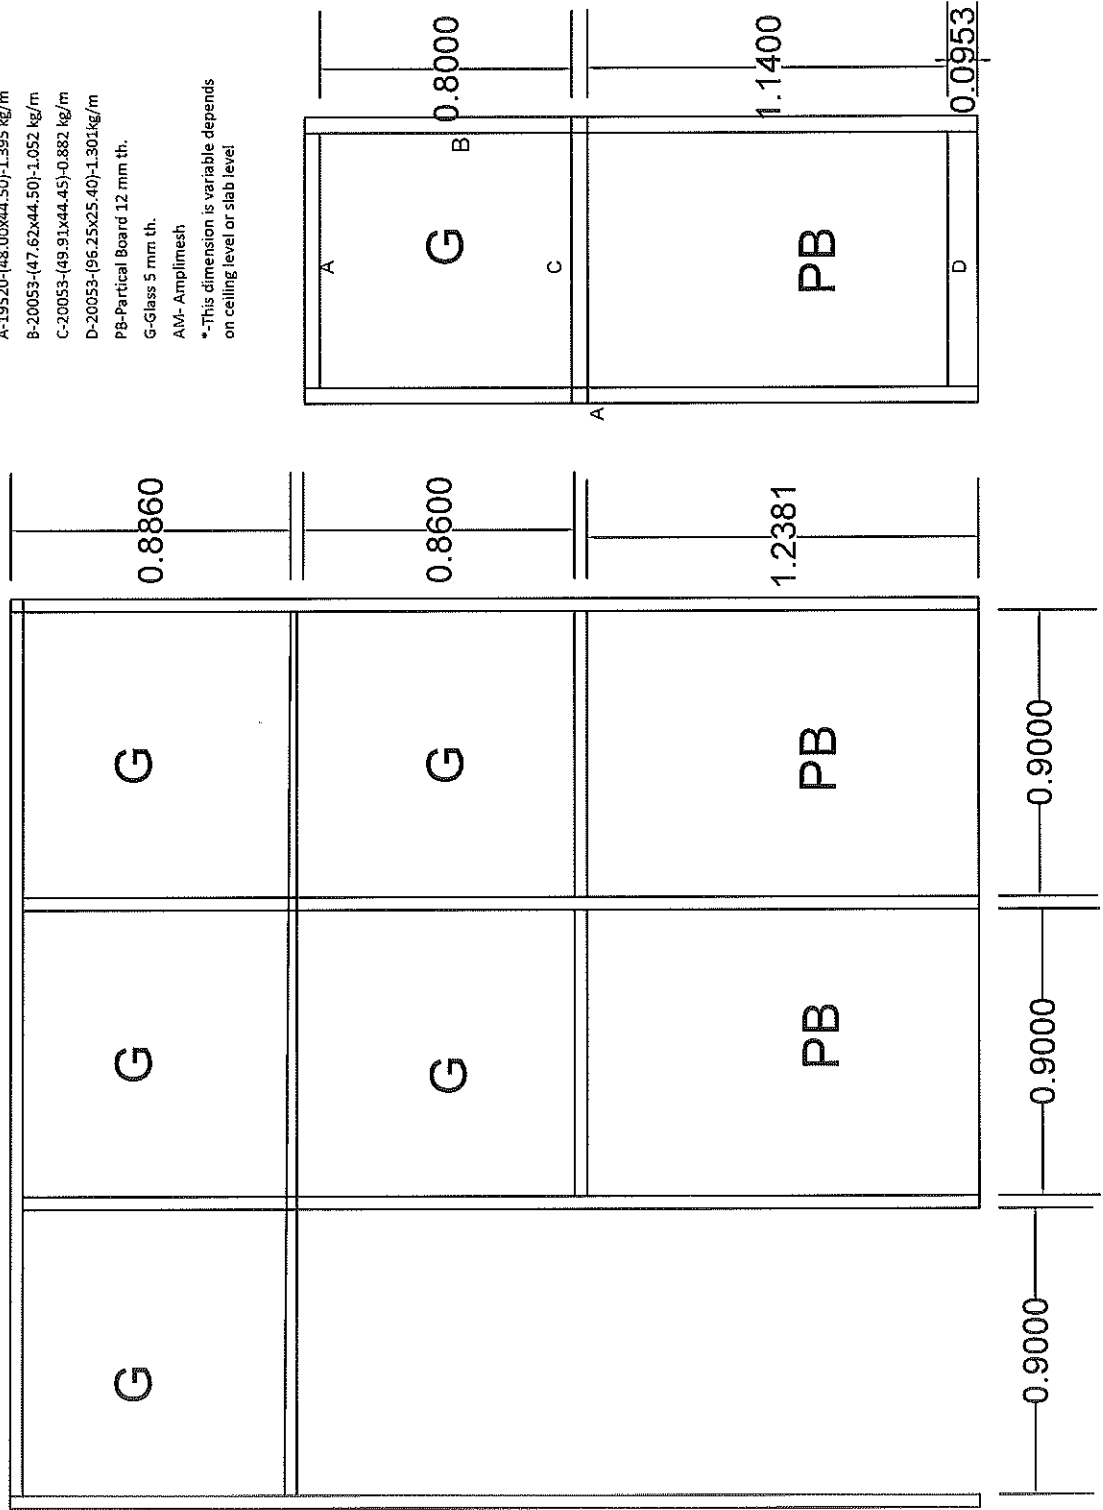 A-19520-(48.00x44.50)-1.395 kg/m
B-20053-(47.62x44.50)-1.052 kg/m
C-20053-(49.91x44.45)-0.882 kg/m
D-20053-(96.25x25.40)-1.301kg/m
PB-Partical Board 12 mm th.
G-Glass 5 mm th.
AM- Amplimesh
*-This dimension is variable depends
on ceiling level or slab level
G
G
G
0.8860
G
G
0.8600
PB
PB
1.2381
0.9000
0.9000
0.9000
A
G
B
0.8000
C
A
PB
1.1400
D
0.0953